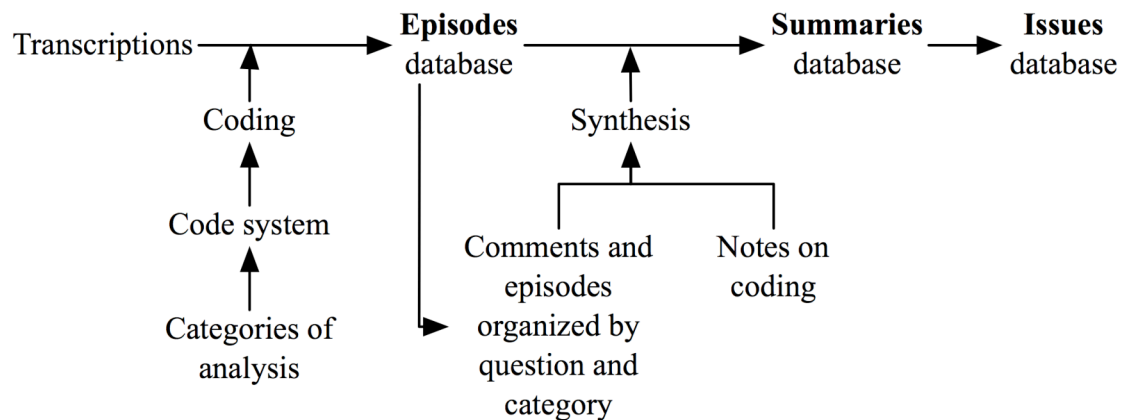 Transcriptions
Episodes
database
Summaries
database
Issues
database
Coding
Synthesis
Code system
Comments and
episodes
organized by
question and
category
Notes on
coding
Categories of
analysis